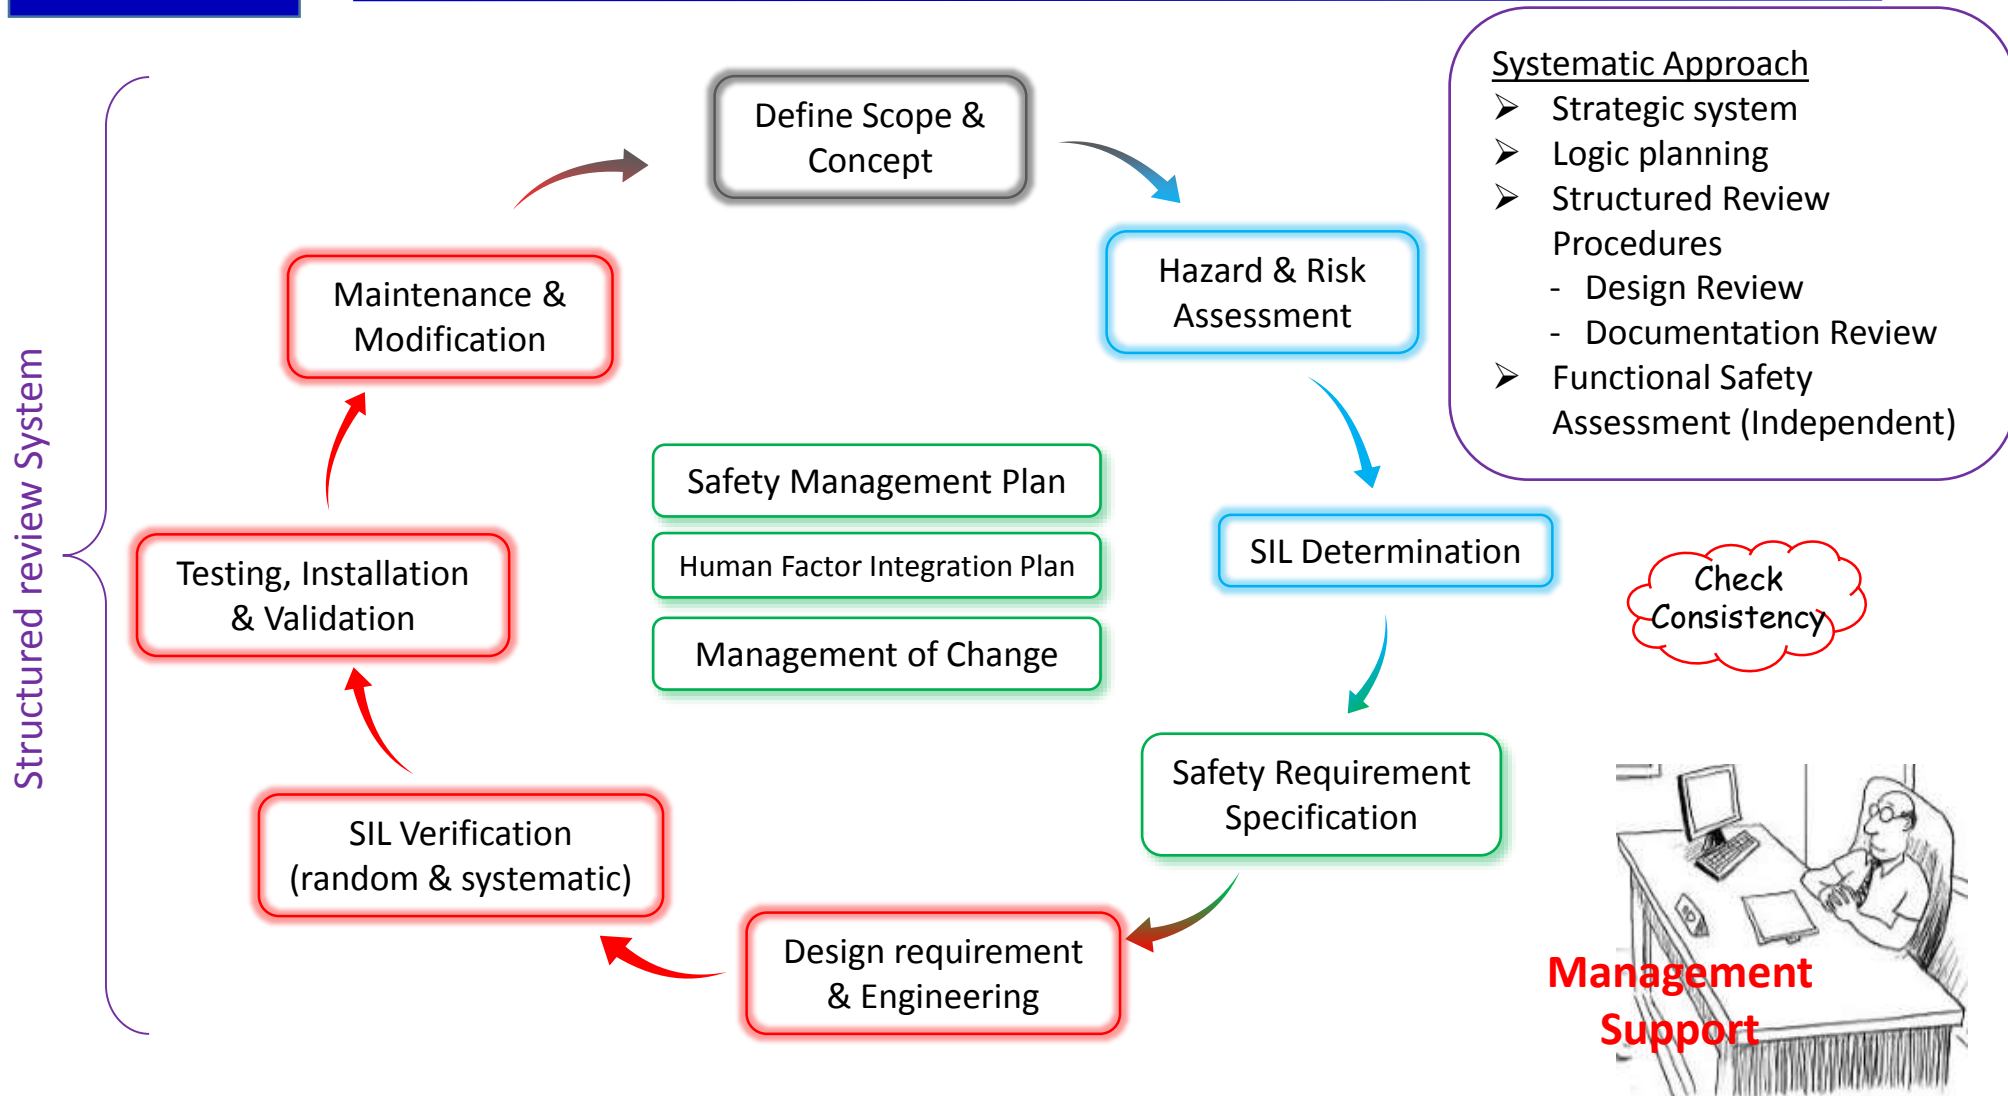 Structured review System
Define Scope &
Concept
Hazard & Risk
Assessment
SIL Determination
Safety Requirement
Specification
Design requirement
& Engineering
SIL Verification
(random & systematic)
Testing, Installation
& Validation
Maintenance &
Modification
Safety Management Plan
Human Factor Integration Plan
Management of Change
Systematic Approach
➢ Strategic system
➢ Logic planning
➢ Structured Review
Procedures
- Design Review
- Documentation Review
➢ Functional Safety
Assessment (Independent)
Check
Consistency
Management
Support